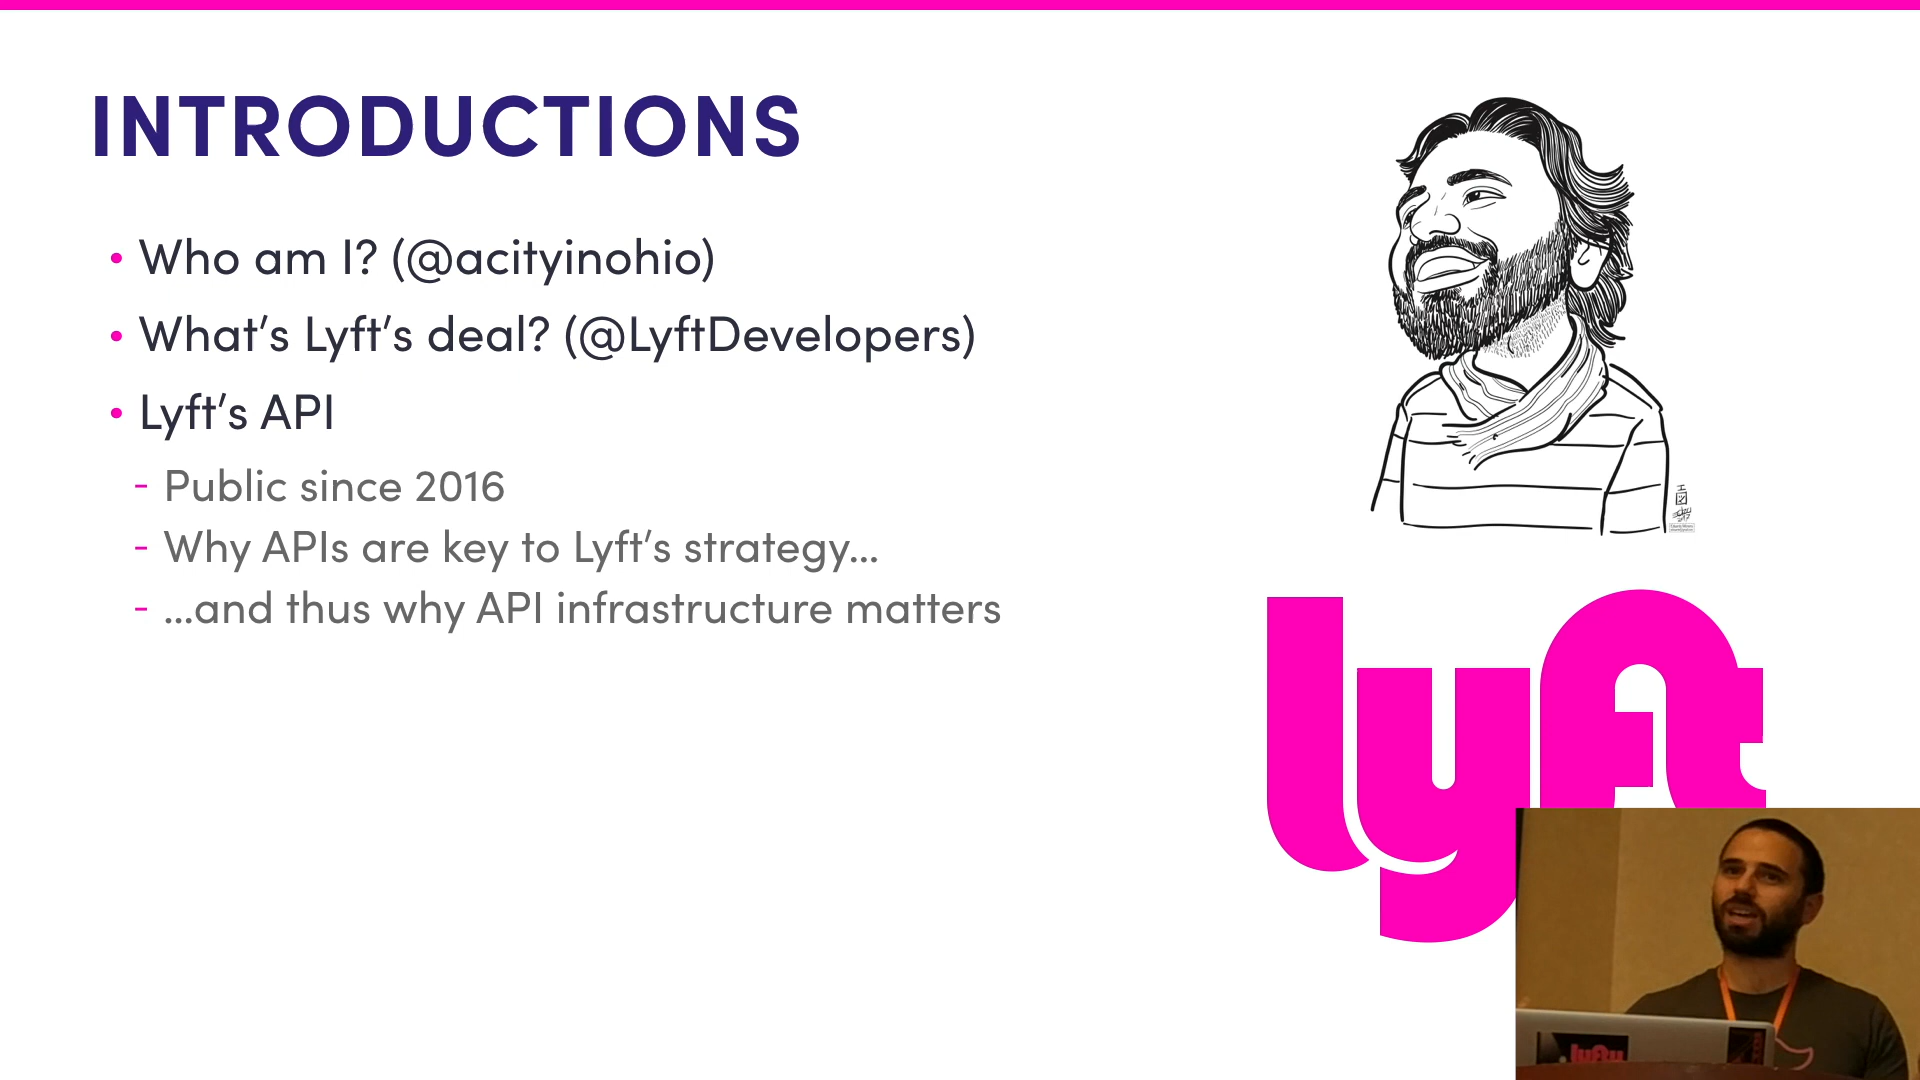 INTRODUCTIONS
• Who am I? (@acityinohio)
• What's Lyft's deal? (@LyftDevelopers)
• Lyft's API
- Public since 2016
- Why APIs are key to Lyft's strategy...
- ...and thus why API infrastructure matters
lyft
lyft